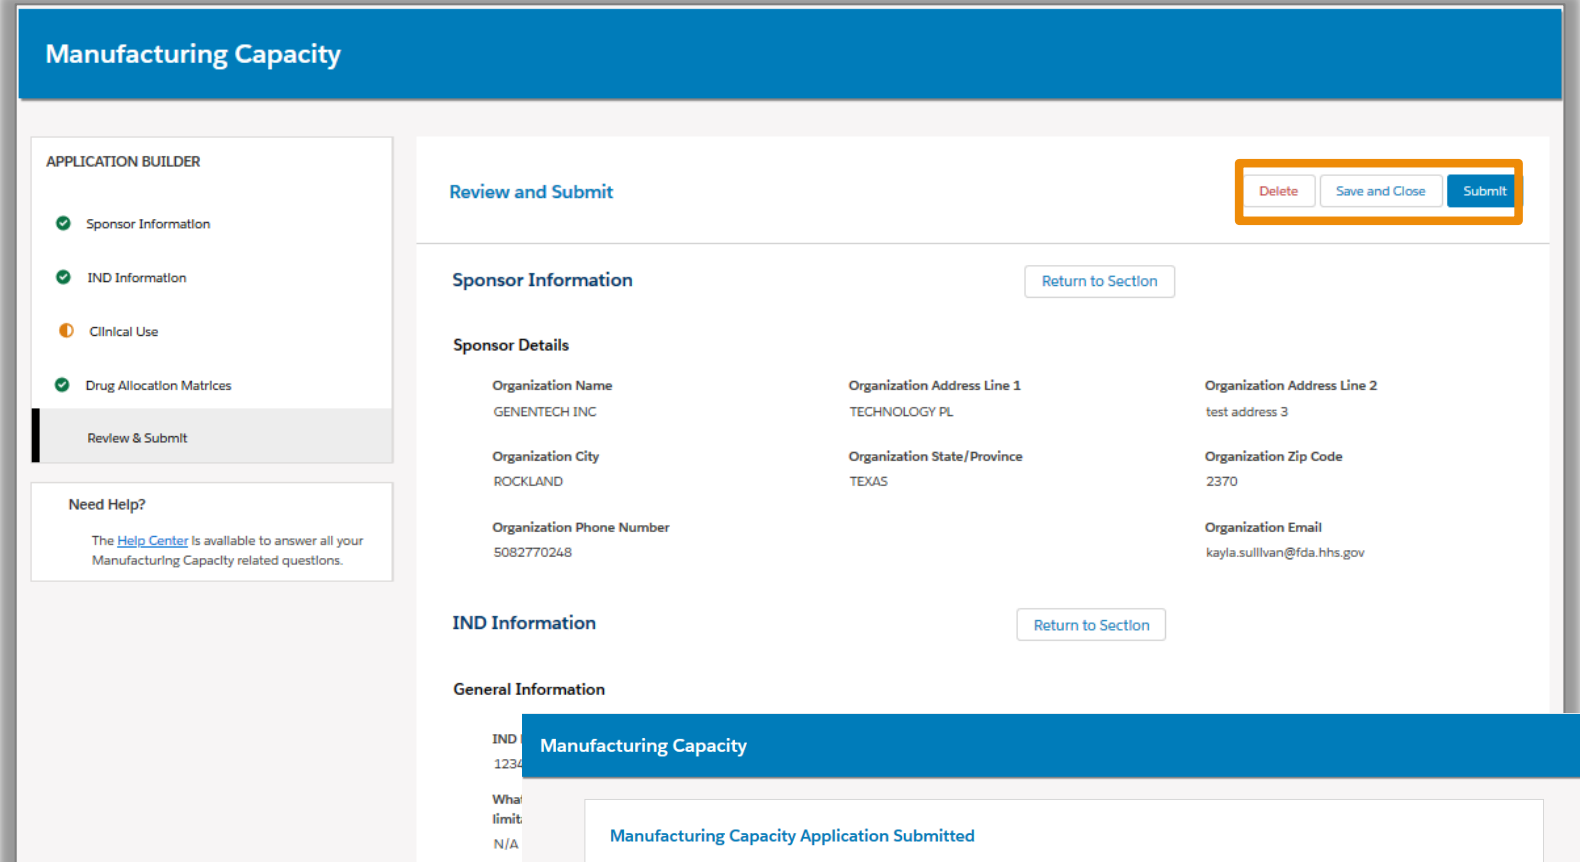 Manufacturing Capacity
APPLICATION BUILDER
Sponsor Information
IND Information
Clinical Use
Drug Allocation Matrices
Review & Submit
Need Help?
The Help Center is available to answer all your
Manufacturing Capacity related questions.
Review and Submit
Delete
Save and Close
Submit
Sponsor Information
Return to Section
Sponsor Details
Organization Name
Organization Address Line 1
Organization Address Line 2
GENENTECH INC
TECHNOLOGY PL
test address 3
Organization City
Organization State/Province
Organization Zip Code
ROCKLAND
TEXAS
2370
Organization Phone Number
Organization Email
5082770248
kayla.sullivan@fda.hhs.gov
IND Information
Return to Section
General Information
IND
N/A
Manufacturing Capacity
Manufacturing Capacity Application Submitted